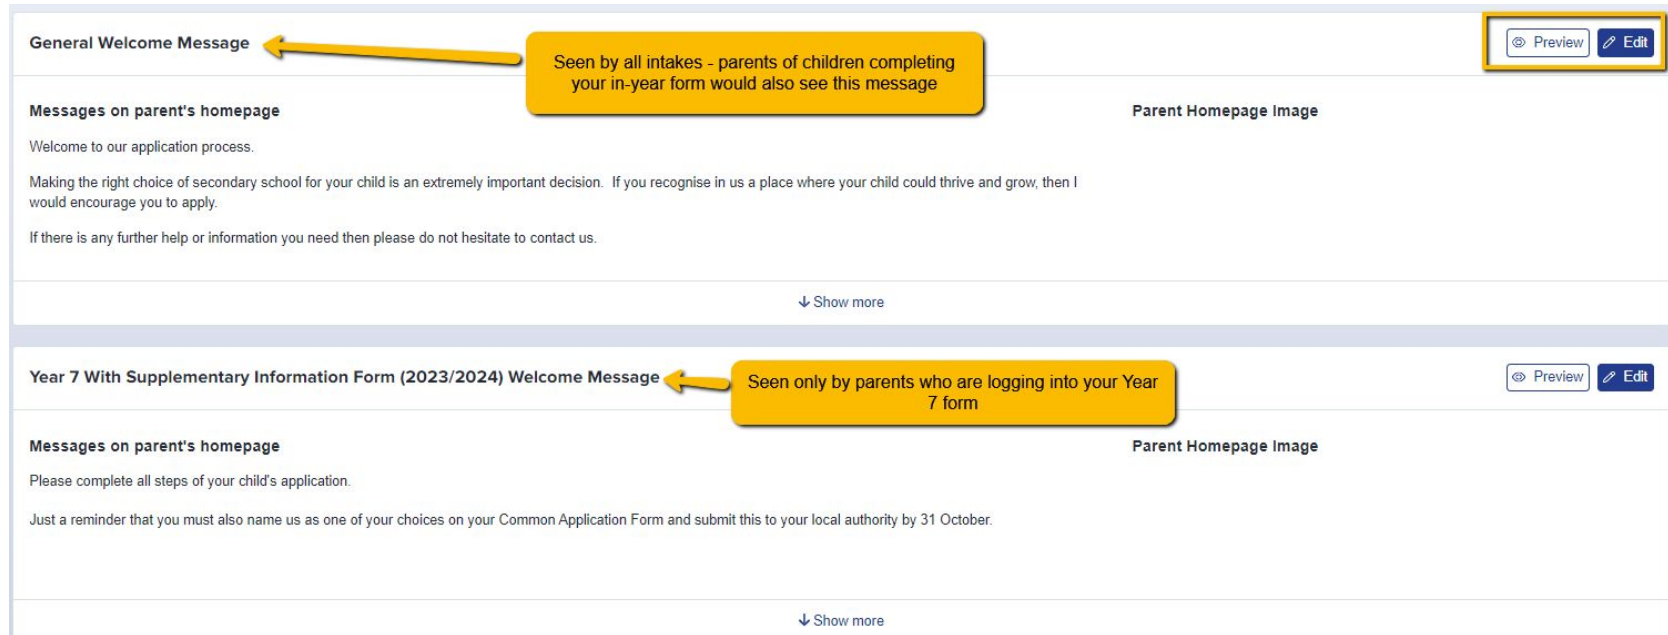 General Welcome Message
Seen by all intakes - parents of children completing
your in-year form would also see this message
Preview
Edit
Messages on parent's homepage
Parent Homepage Image
Welcome to our application process.
Making the right choice of secondary school for your child is an extremely important decision.  If you recognise in us a place where your child could thrive and grow, then I
would encourage you to apply.
If there is any further help or information you need then please do not hesitate to contact us.
↓ Show more
Year 7 With Supplementary Information Form (2023/2024) Welcome Message
Seen only by parents who are logging into your Year
7 form
Preview
Edit
Messages on parent's homepage
Parent Homepage Image
Please complete all steps of your child's application.
Just a reminder that you must also name us as one of your choices on your Common Application Form and submit this to your local authority by 31 October.
↓ Show more